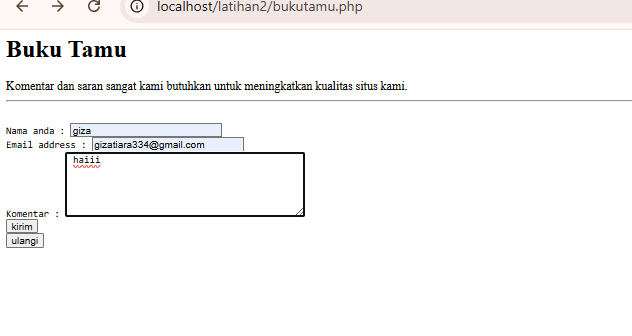 localhost/latihan2/bukutamu.php
Buku Tamu
Komentar dan saran sangat kami butuhkan untuk meningkatkan kualitas situs kami.
Nama anda : giza
Email address : gizatiara334@gmail.com
haiii
Komentar :
kirim
ulangi